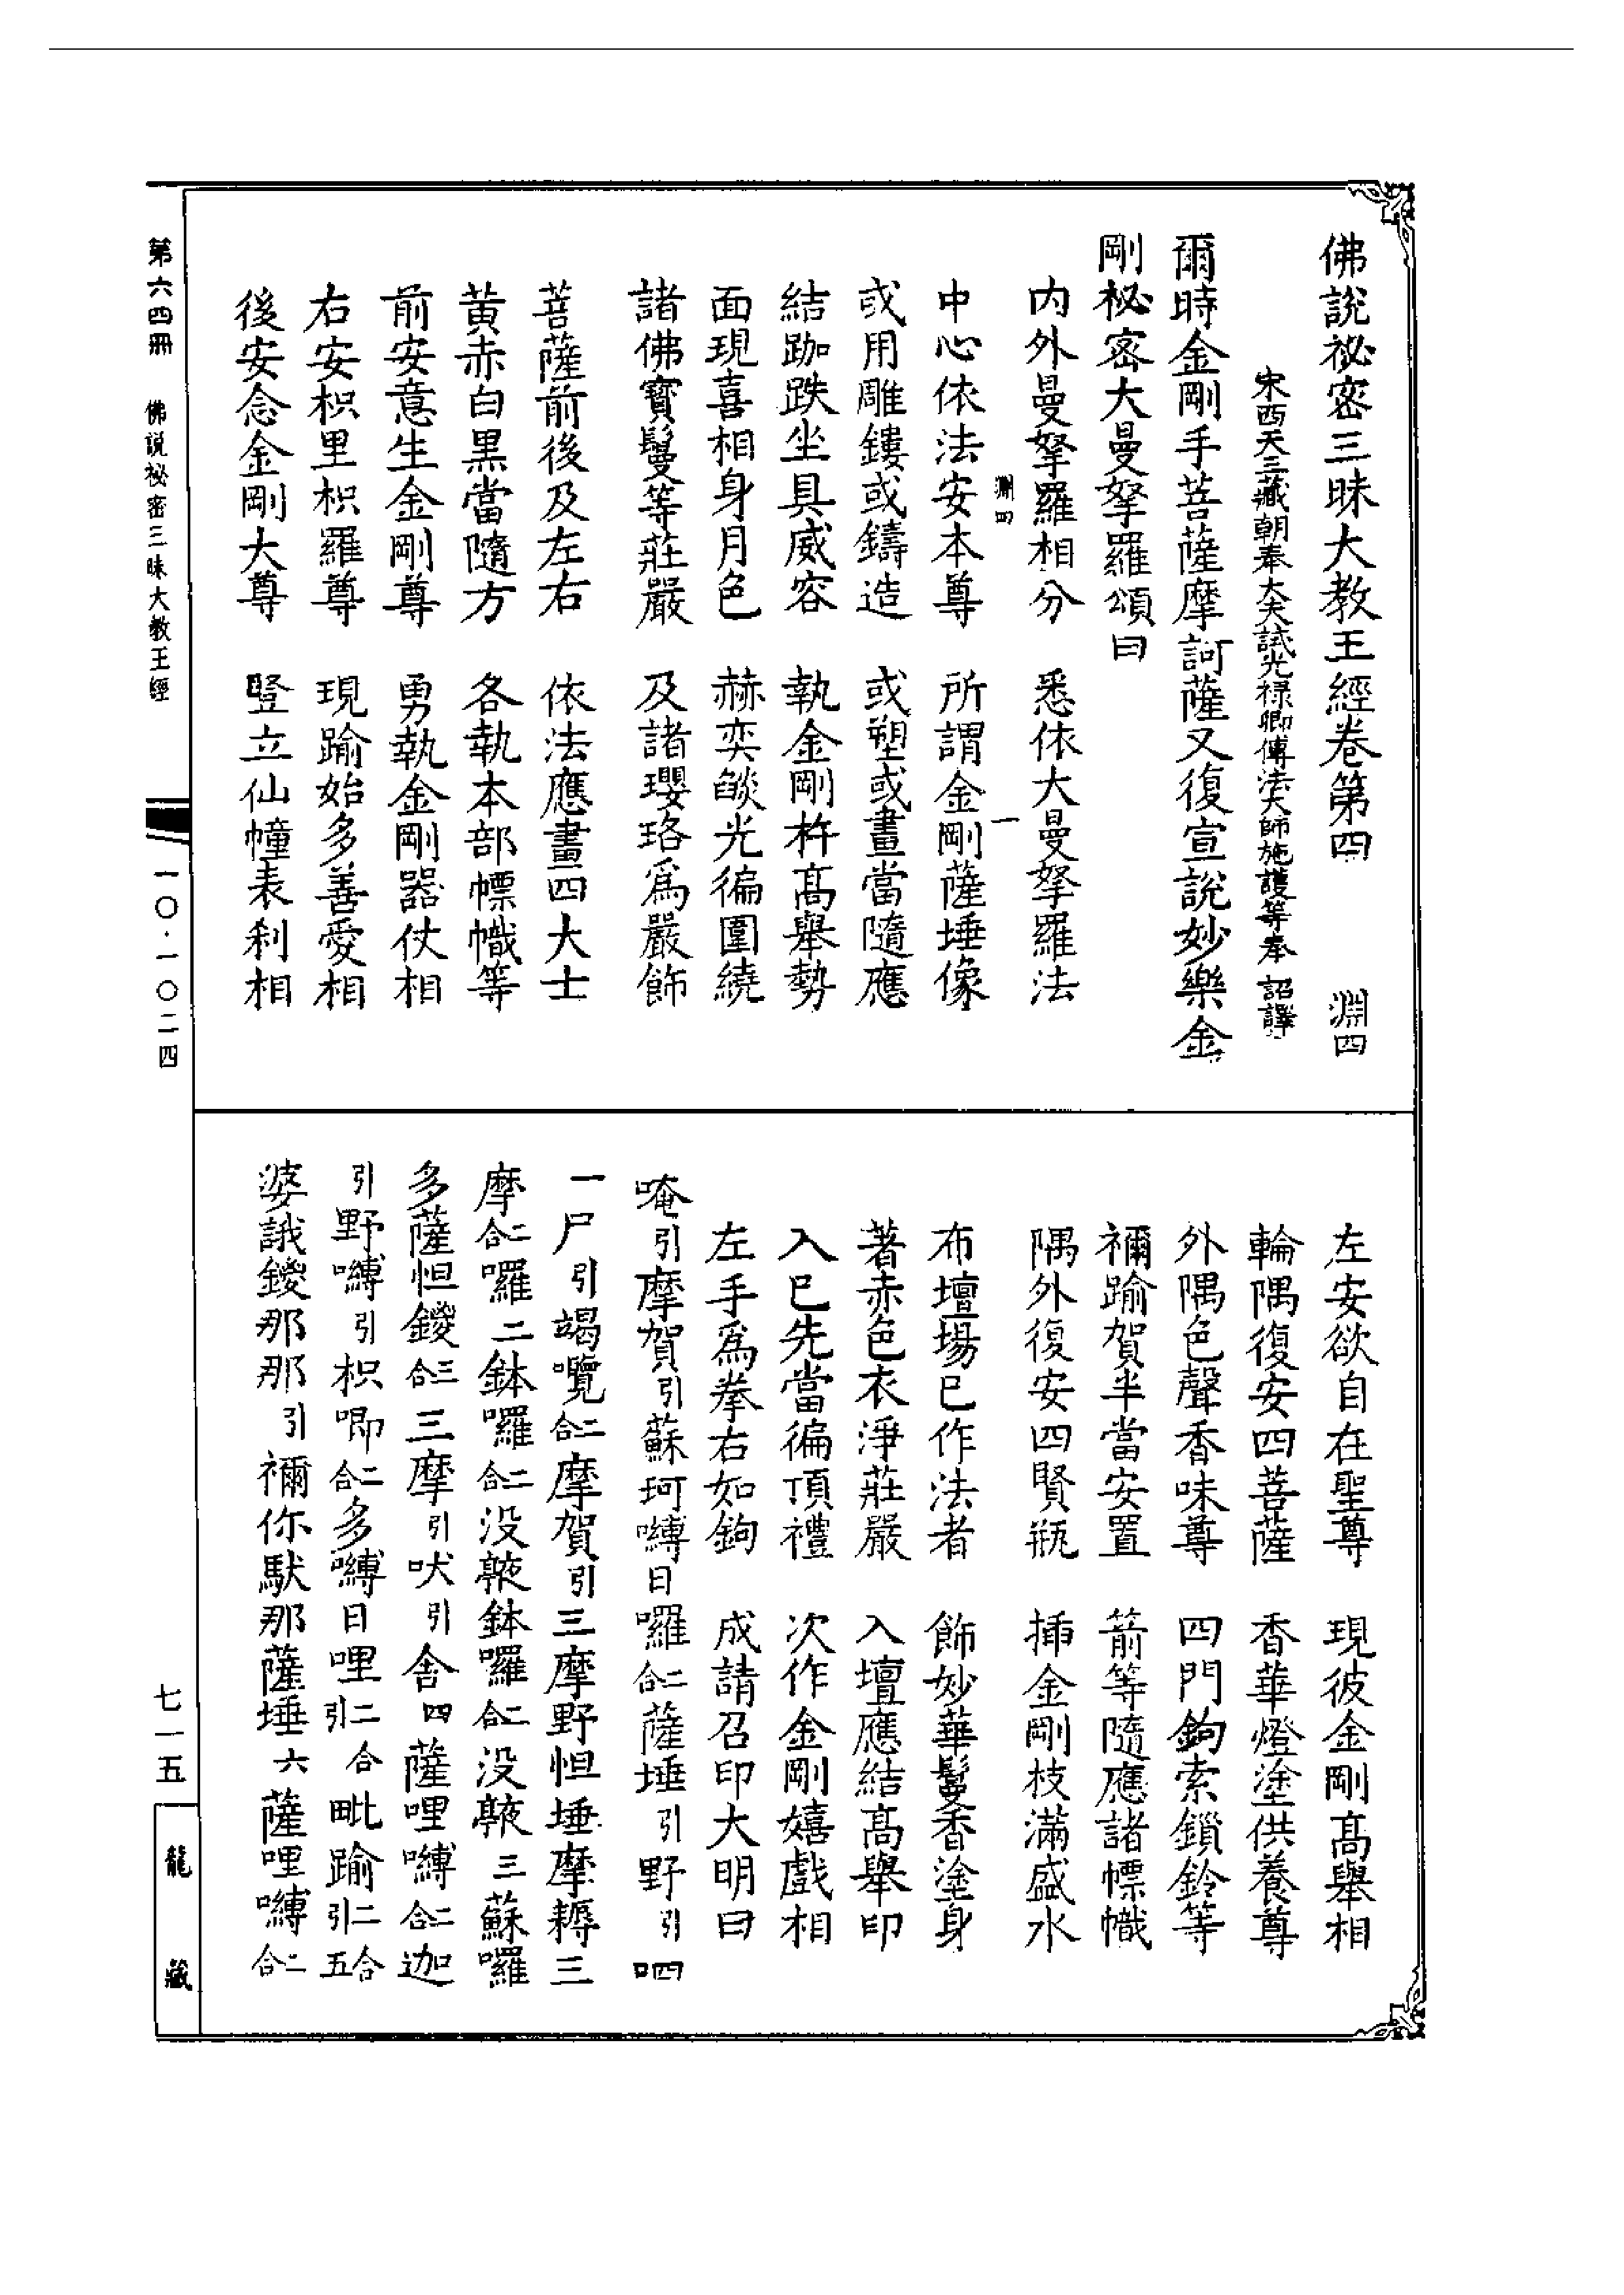 佛說祕密三昧大教王經卷第四　淵四
宋西天三藏朝奉大夫試光祿卿傳法大師施護等奉　詔譯
爾時金剛手菩薩摩訶薩又復宣說妙樂金
剛祕密大曼拏羅頌曰
内外曼拏羅相分　悉依大曼拏羅法
淵四　一
中心依法安本尊　所謂金剛薩埵像
或用雕鏤或鑄造　或塑或畫當隨應
結跏趺坐具威容　執金剛杵髙舉勢
面現喜相身月色　赫奕𦦨光徧圍繞
諸佛寳鬘等莊嚴　及諸瓔珞爲嚴飾
菩薩前後及左右　依法應畫四大士
黄赤白黒當隨方　各執本部幖幟等
前安意生金剛尊　勇執金剛器仗相
右安枳里枳羅尊　現踰始多善愛相
後安念金剛大尊　豎立仙幢表刹相
左安欲自在聖尊　現彼金剛髙舉相
輪隅復安四菩薩　香華燈塗供養尊
外隅色聲香味尊　四門鉤索鎖鈴等
禰踰賀半當安置　箭等隨應諸幖幟
隅外復安四賢瓶　揷金剛枝滿盛水
布壇場已作法者　飾妙華鬘香塗身
著赤色衣淨莊嚴　入壇應結髙舉印
入已先當徧頂禮　次作金剛嬉戲相
左手爲拳右如鉤　成請召印大明曰
唵引摩賀引蘇珂嚩日囉二合薩埵引野引呬
一尸引竭囕二合摩賀引三摩野怛埵摩耨三
摩二合囉二鉢囉二合没㲉鉢囉二合没㲉三蘇囉
多薩怛鑁三合三摩引吠引舍四薩哩嚩二合迦
引野嚩引枳唧二合多嚩日哩二合引毗踰二合引五
婆誐鑁那那引禰你馱那薩埵六薩哩嚩二合
第六四冊　佛説祕密三昧大教王經　一〇·一〇二四　七一五
龍藏